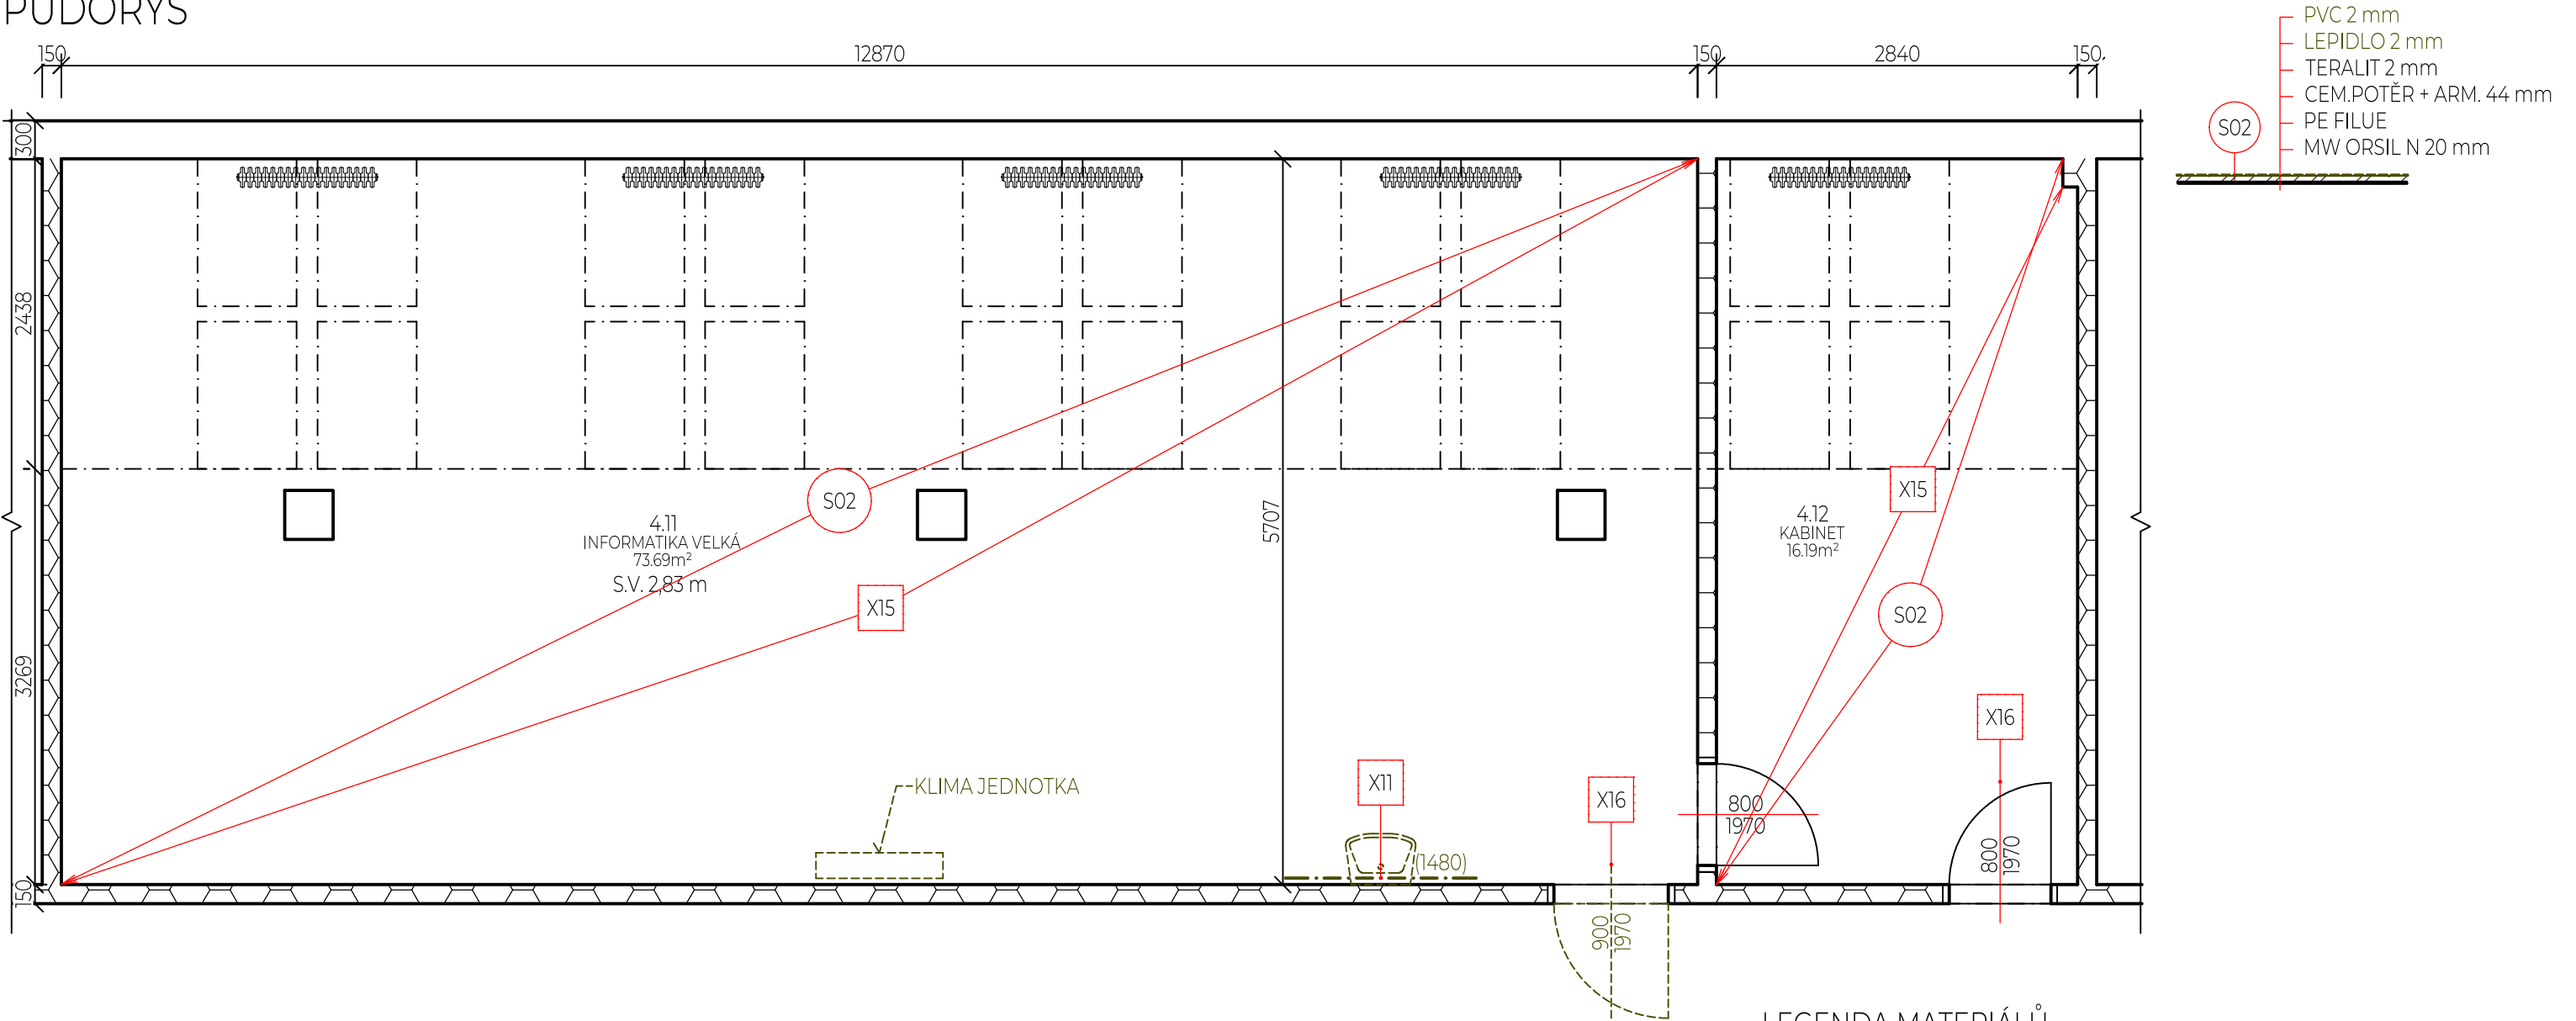 PŮDORYS
150
12870
150
2840
150
PVC 2 mm
LEPIDLO 2 mm
TERALIT 2 mm
CEM.POTĚR + ARM. 44 mm
PE FILUE
MW ORSIL N 20 mm
S02
300
2438
3269
150
5707
S02
X15
4.11
INFORMATIKA VELKÁ
73.69m²
S.V. 2,83 m
X15
4.12
KABINET
16.19m²
S02
X16
KLIMA JEDNOTKA
X11
(1480)
X16
800
1970
800
1970
900
1970
LEGENDA MATERIÁLŮ